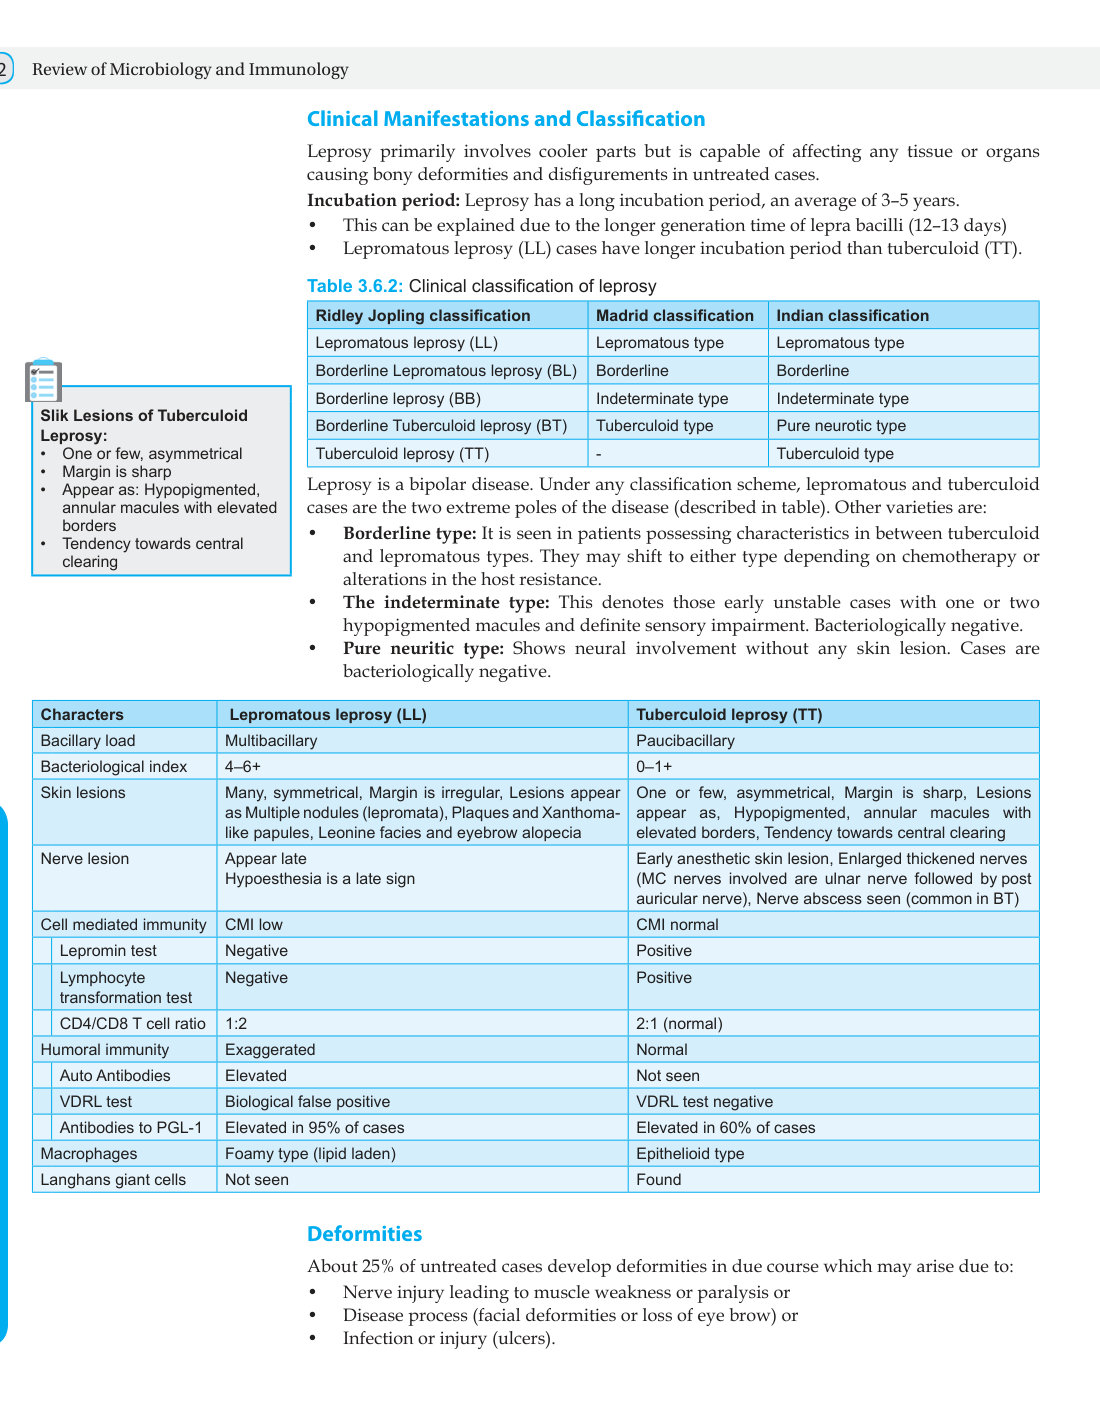 2 Review of Microbiology and Immunology
Clinical Manifestations and Classification
Leprosy primarily involves cooler parts but is capable of affecting any tissue or organs
causing bony deformities and disfigurements in untreated cases.
Incubation period: Leprosy has a long incubation period, an average of 3–5 years.
• This can be explained due to the longer generation time of lepra bacilli (12–13 days)
• Lepromatous leprosy (LL) cases have longer incubation period than tuberculoid (TT).
Table 3.6.2: Clinical classification of leprosy
Ridley Jopling classification Madrid classification Indian classification
Lepromatous leprosy (LL) Lepromatous type Lepromatous type
Borderline Lepromatous leprosy (BL) Borderline Borderline
Borderline leprosy (BB) Indeterminate type Indeterminate type
Borderline Tuberculoid leprosy (BT) Tuberculoid type Pure neurotic type
Tuberculoid leprosy (TT) - Tuberculoid type
Slik Lesions of Tuberculoid
Leprosy:
• One or few, asymmetrical
• Margin is sharp
• Appear as: Hypopigmented,
annular macules with elevated
borders
• Tendency towards central
clearing
Leprosy is a bipolar disease. Under any classification scheme, lepromatous and tuberculoid
cases are the two extreme poles of the disease (described in table). Other varieties are:
• Borderline type: It is seen in patients possessing characteristics in between tuberculoid
and lepromatous types. They may shift to either type depending on chemotherapy or
alterations in the host resistance.
• The indeterminate type: This denotes those early unstable cases with one or two
hypopigmented macules and definite sensory impairment. Bacteriologically negative.
• Pure neuritic type: Shows neural involvement without any skin lesion. Cases are
bacteriologically negative.
Characters Lepromatous leprosy (LL) Tuberculoid leprosy (TT)
Bacillary load Multibacillary Paucibacillary
Bacteriological index 4–6+ 0–1+
Skin lesions Many, symmetrical, Margin is irregular, Lesions appear One or few, asymmetrical, Margin is sharp, Lesions
as Multiple nodules (lepromata), Plaques and Xanthoma- appear as, Hypopigmented, annular macules with
like papules, Leonine facies and eyebrow alopecia elevated borders, Tendency towards central clearing
Nerve lesion Appear late Early anesthetic skin lesion, Enlarged thickened nerves
Hypoesthesia is a late sign (MC nerves involved are ulnar nerve followed by post
auricular nerve), Nerve abscess seen (common in BT)
Cell mediated immunity CMI low CMI normal
Lepromin test Negative Positive
Lymphocyte Negative Positive
transformation test
CD4/CD8 T cell ratio 1:2 2:1 (normal)
Humoral immunity Exaggerated Normal
Auto Antibodies Elevated Not seen
VDRL test Biological false positive VDRL test negative
Antibodies to PGL-1 Elevated in 95% of cases Elevated in 60% of cases
Macrophages Foamy type (lipid laden) Epithelioid type
Langhans giant cells Not seen Found
Deformities
About 25% of untreated cases develop deformities in due course which may arise due to:
• Nerve injury leading to muscle weakness or paralysis or
• Disease process (facial deformities or loss of eye brow) or
• Infection or injury (ulcers).